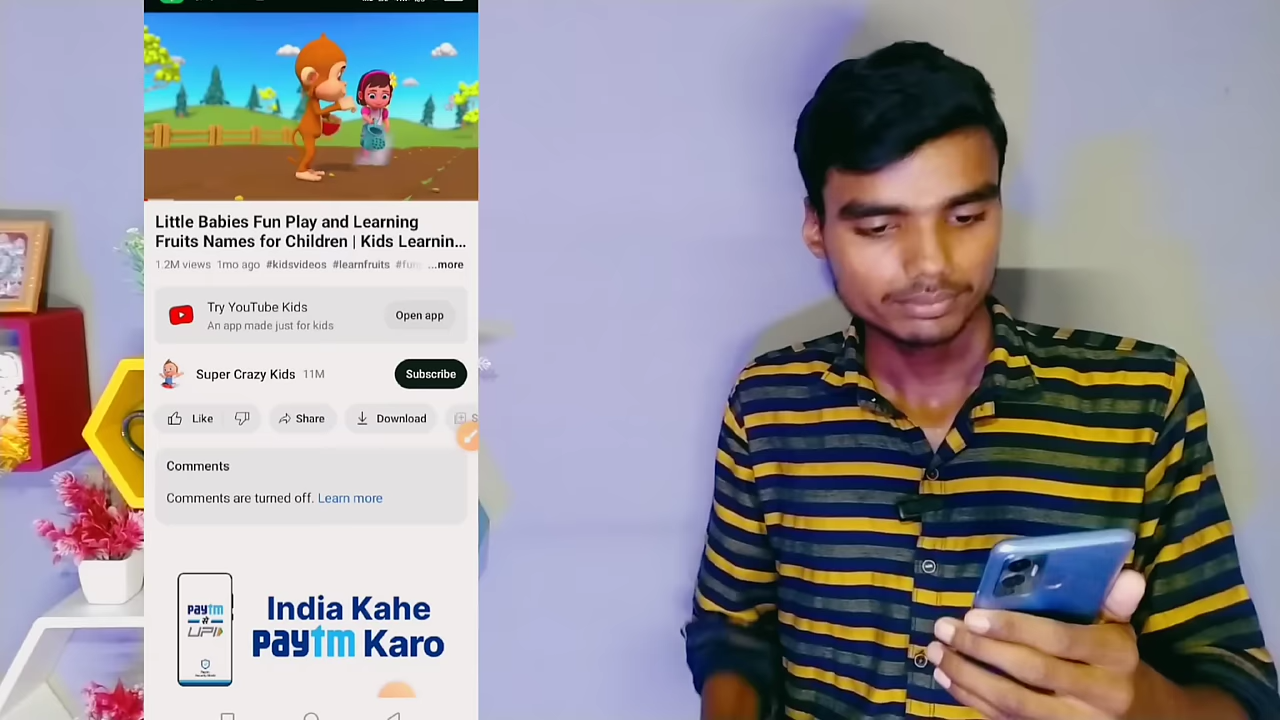 Little Babies Fun Play and Learning
Fruits Names for Children | Kids Learnin...
1.2M views 1mo ago #kidsvideos #learnfruits #fun ...more
Try YouTube Kids
An app made just for kids
Open app
Super Crazy Kids 11M
Subscribe
Like
Share
Download
S
Comments
Comments are turned off. Learn more
paytm
UPI
India Kahe
paytm Karo